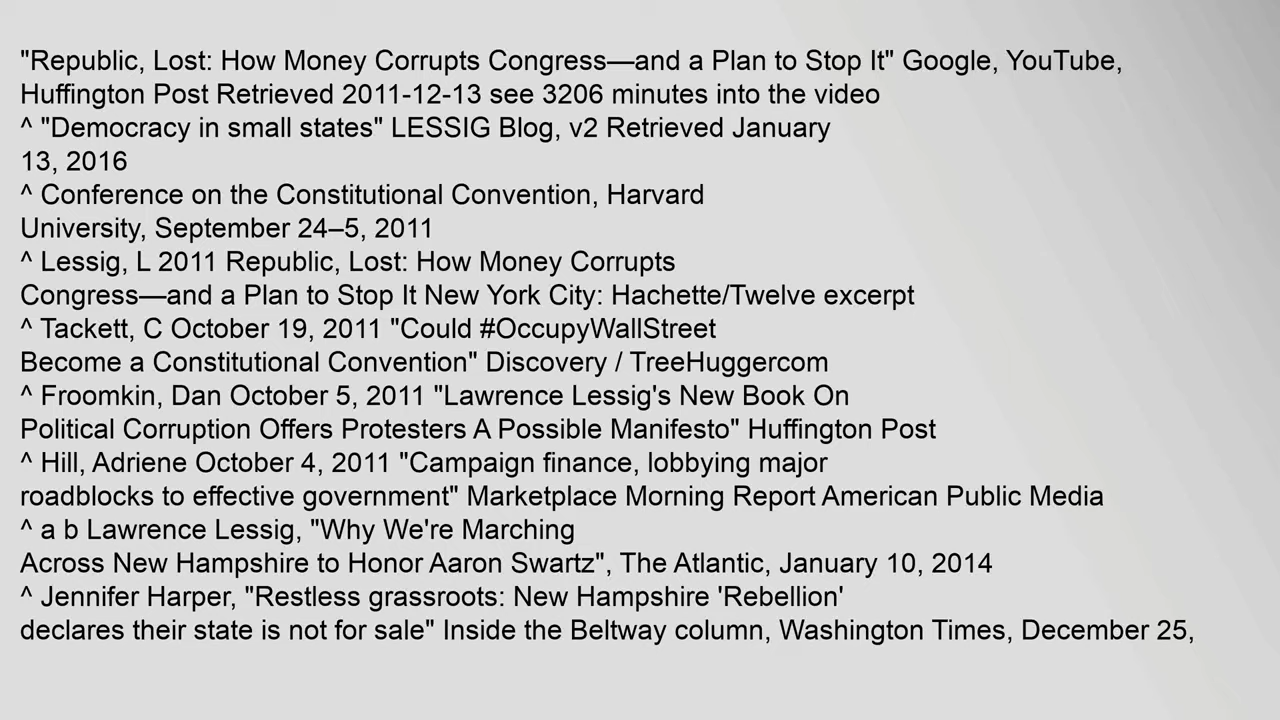 "Republic, Lost: How Money Corrupts Congress—and a Plan to Stop It" Google, YouTube,
Huffington Post Retrieved 2011-12-13 see 3206 minutes into the video
^ "Democracy in small states" LESSIG Blog, v2 Retrieved January
13, 2016
^ Conference on the Constitutional Convention, Harvard
University, September 24–5, 2011
^ Lessig, L 2011 Republic, Lost: How Money Corrupts
Congress—and a Plan to Stop It New York City: Hachette/Twelve excerpt
^ Tackett, C October 19, 2011 "Could #OccupyWallStreet
Become a Constitutional Convention" Discovery / TreeHuggercom
^ Froomkin, Dan October 5, 2011 "Lawrence Lessig's New Book On
Political Corruption Offers Protesters A Possible Manifesto" Huffington Post
^ Hill, Adriene October 4, 2011 "Campaign finance, lobbying major
roadblocks to effective government" Marketplace Morning Report American Public Media
^ a b Lawrence Lessig, "Why We're Marching
Across New Hampshire to Honor Aaron Swartz", The Atlantic, January 10, 2014
^ Jennifer Harper, "Restless grassroots: New Hampshire 'Rebellion'
declares their state is not for sale" Inside the Beltway column, Washington Times, December 25,